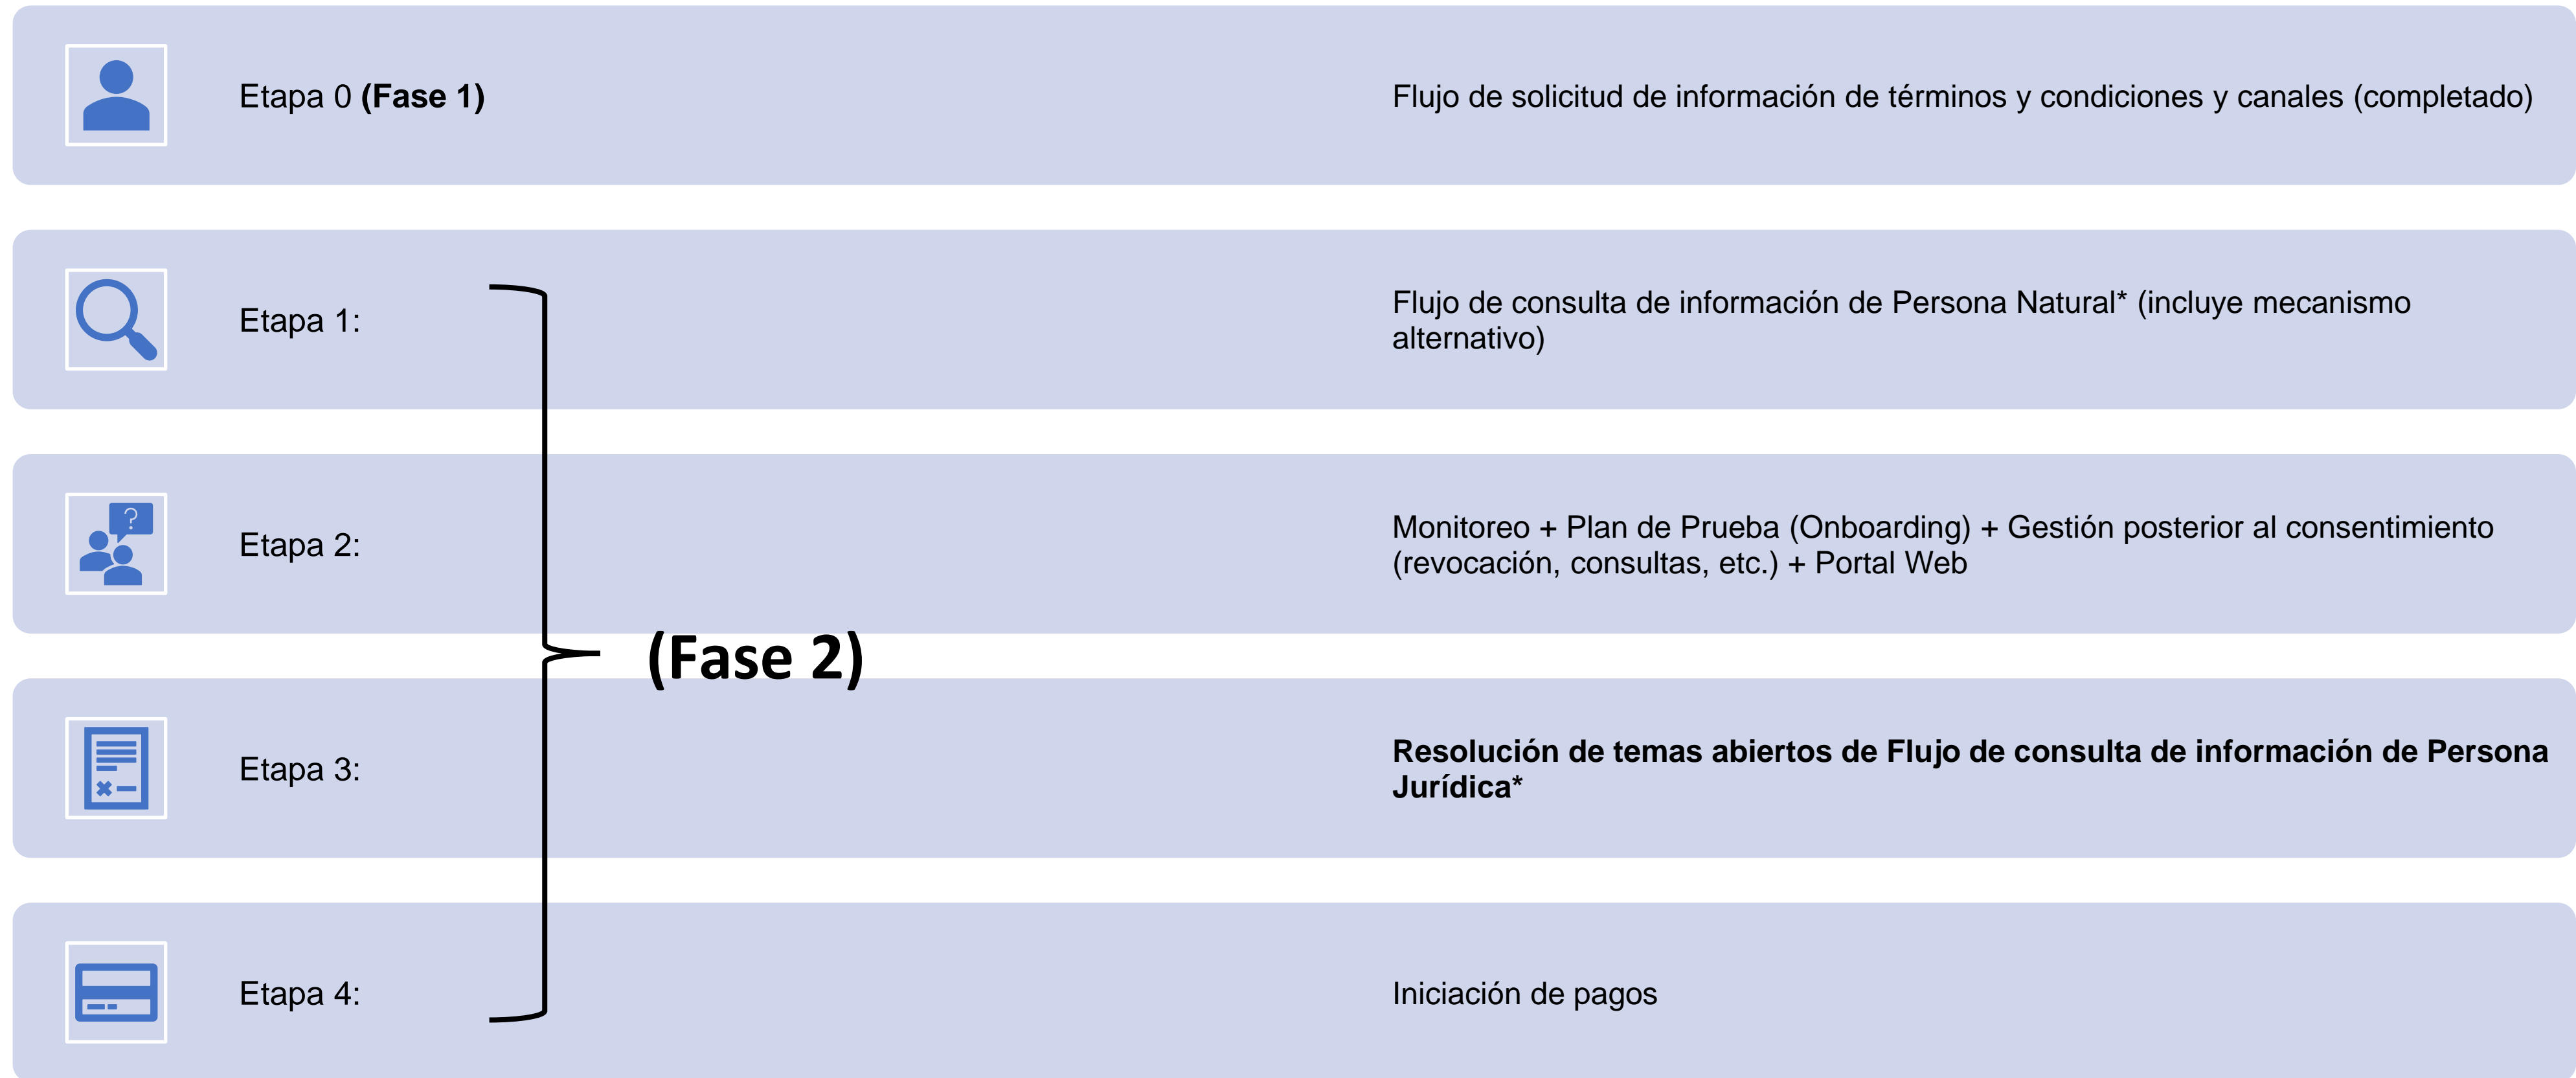 Etapa 0 (Fase 1)
Flujo de solicitud de información de términos y condiciones y canales (completado)
Etapa 1:
Flujo de consulta de información de Persona Natural* (incluye mecanismo
alternativo)
?
Etapa 2:
Monitoreo + Plan de Prueba (Onboarding) + Gestión posterior al consentimiento
(revocación, consultas, etc.) + Portal Web
(Fase 2)
Etapa 3:
Resolución de temas abiertos de Flujo de consulta de información de Persona
Jurídica*
Etapa 4:
Iniciación de pagos